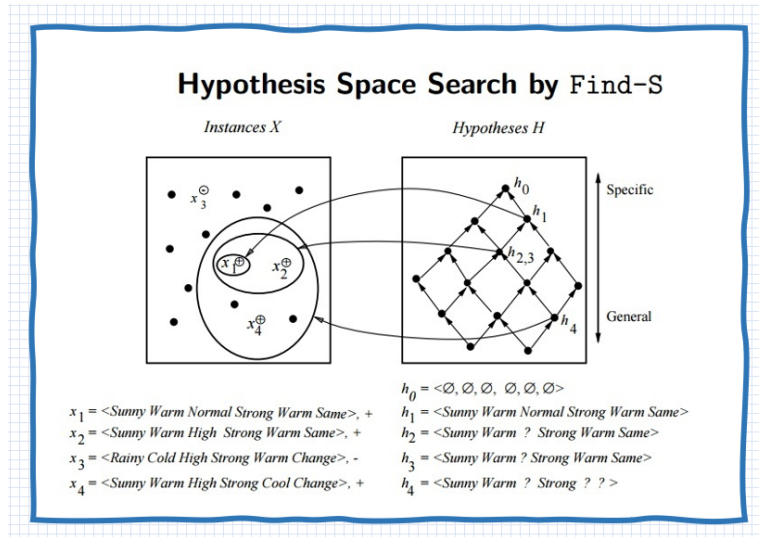 Hypothesis Space Search by Find-S
Instances X
Hypotheses H
x3 ⊖
x1 ⊕
x2 ⊕
x4 ⊕
h0
h1
h2,3
h4
Specific
General
x1 = <Sunny Warm Normal Strong Warm Same>, +
x2 = <Sunny Warm High Strong Warm Same>, +
x3 = <Rainy Cold High Strong Warm Change>, -
x4 = <Sunny Warm High Strong Cool Change>, +
h0 = <∅, ∅, ∅, ∅, ∅, ∅>
h1 = <Sunny Warm Normal Strong Warm Same>
h2 = <Sunny Warm ? Strong Warm Same>
h3 = <Sunny Warm ? Strong Warm Same>
h4 = <Sunny Warm ? Strong ? ? >